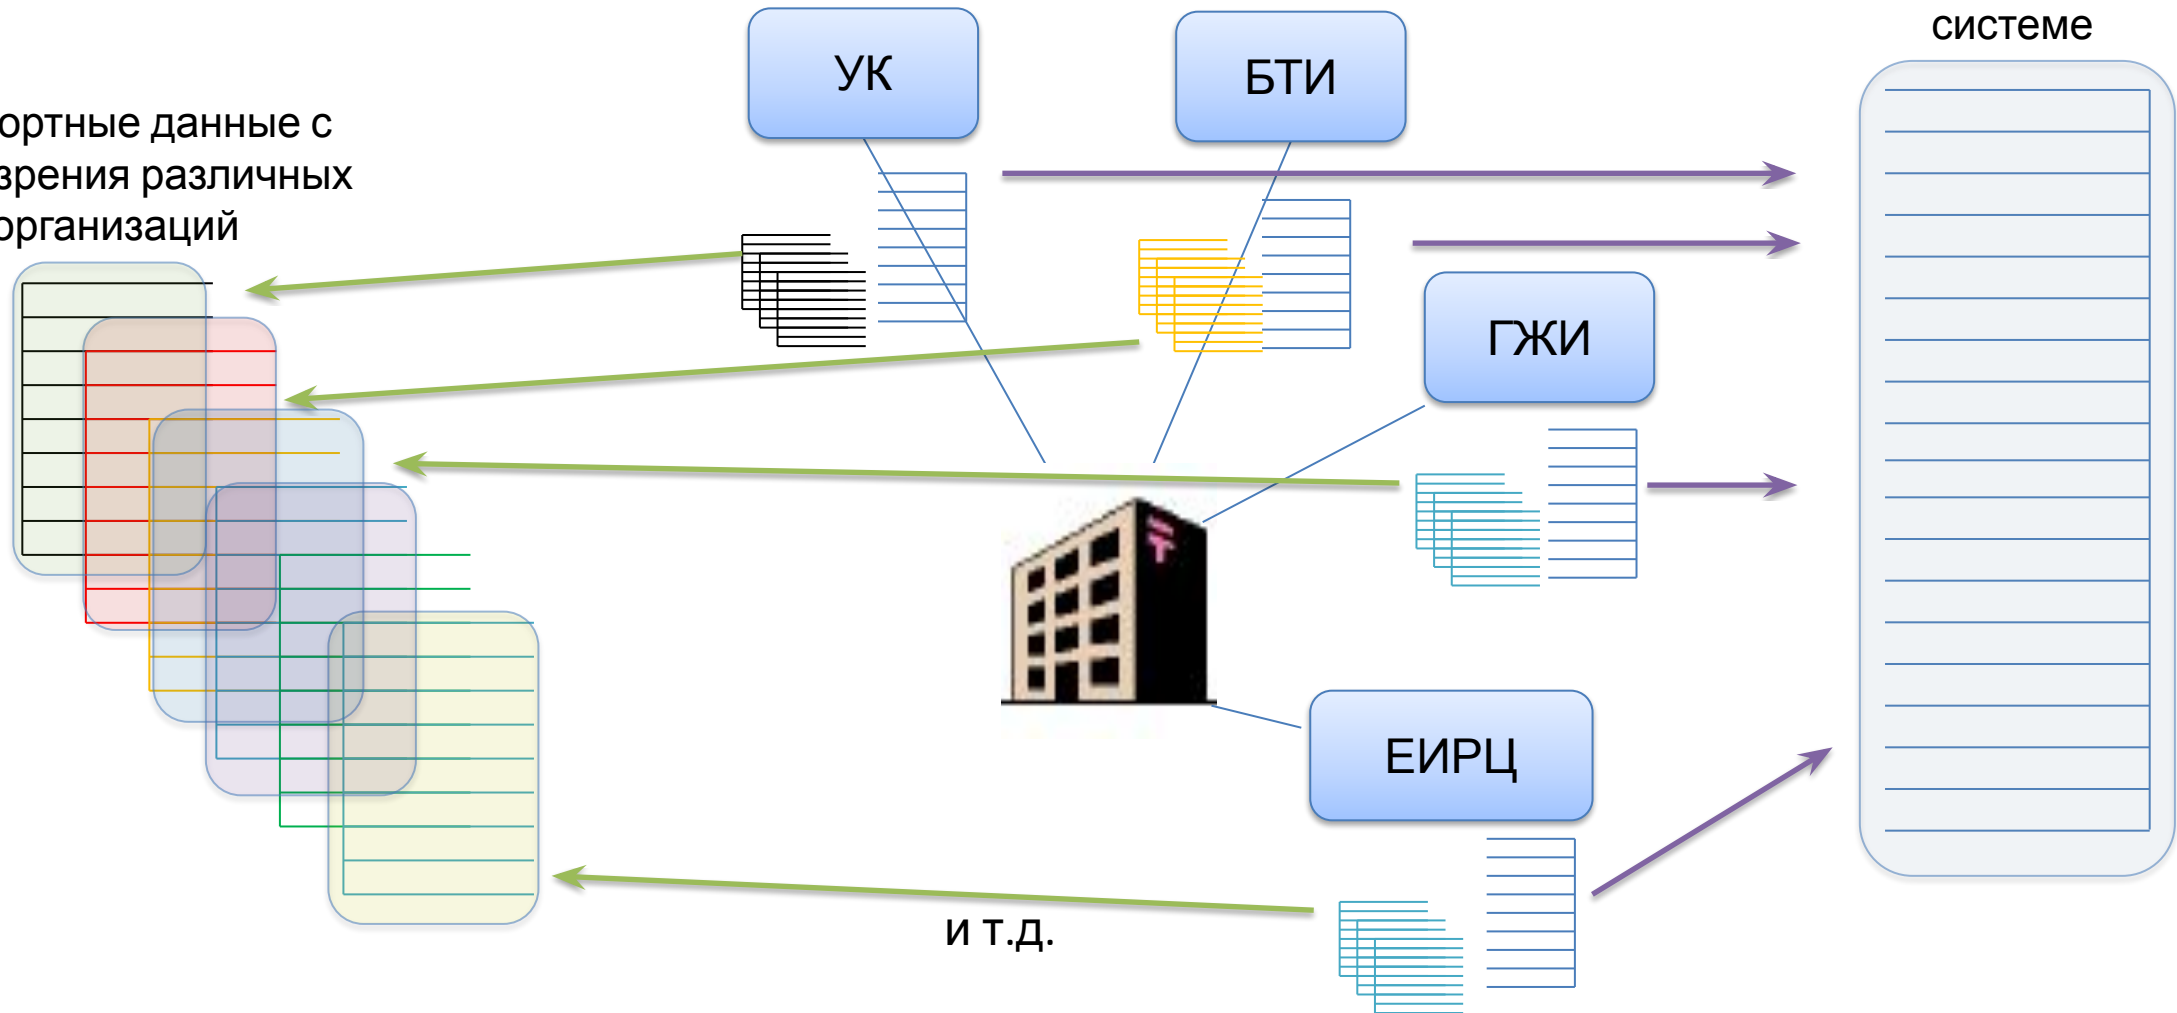 системе
УК
БТИ
ортные данные с
зрения различных
организаций
ГЖИ
ЕИРЦ
и т.д.